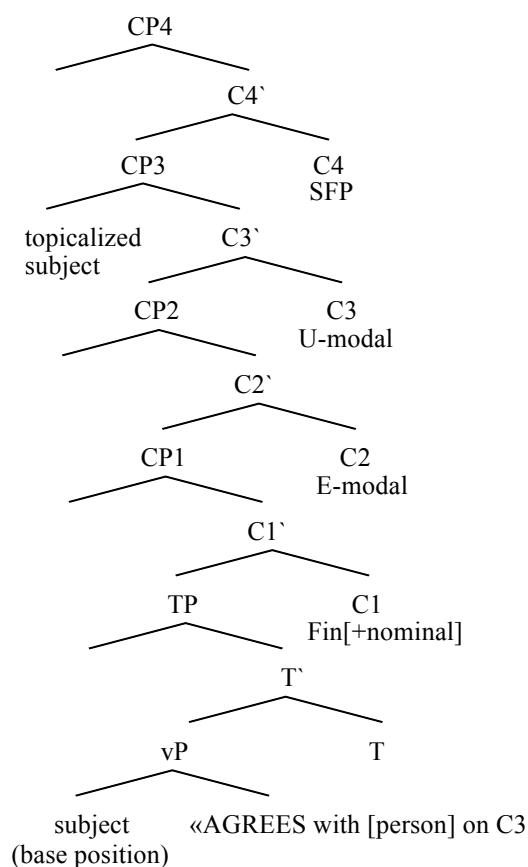 CP4
C4`
CP3 C4
SFP
topicalized
subject C3`
CP2 C3
U-modal
C2`
CP1 C2
E-modal
C1`
TP C1
Fin[+nominal]
T`
vP T
subject «AGREES with [person] on C3
(base position)